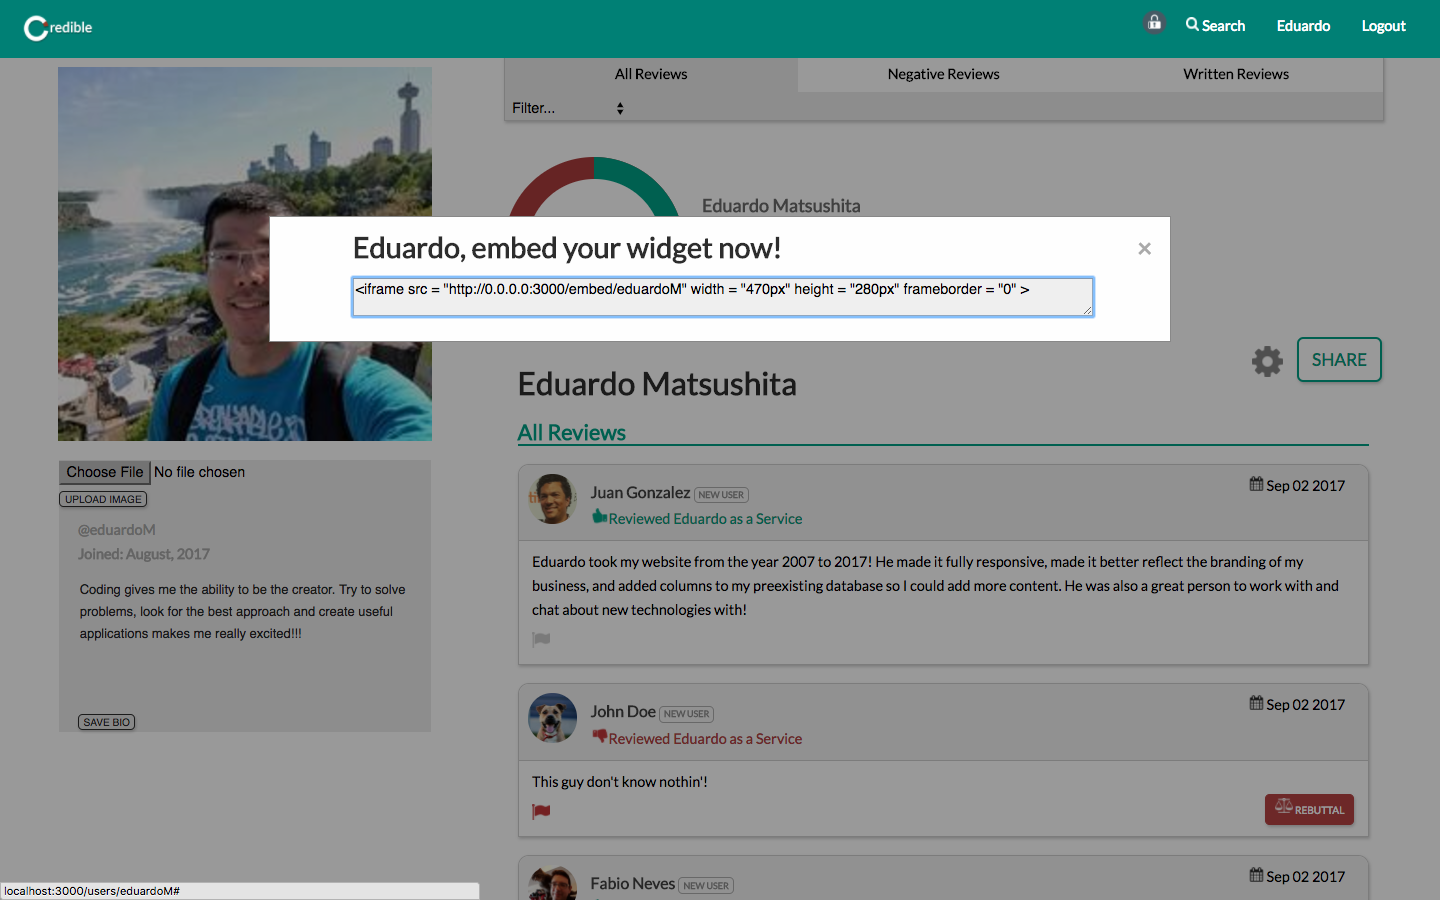 Credible
Search
Eduardo
Logout
All Reviews
Negative Reviews
Written Reviews
Filter...
Eduardo Matsushita
Eduardo, embed your widget now!
×
<iframe src = "http://0.0.0.0:3000/embed/eduardoM" width = "470px" height = "280px" frameborder = "0" >
SHARE
Eduardo Matsushita
All Reviews
Choose File No file chosen
UPLOAD IMAGE
@eduardoM
Joined: August, 2017
Coding gives me the ability to be the creator. Try to solve
problems, look for the best approach and create useful
applications makes me really excited!!!
SAVE BIO
Juan Gonzalez NEW USER
Sep 02 2017
Reviewed Eduardo as a Service
Eduardo took my website from the year 2007 to 2017! He made it fully responsive, made it better reflect the branding of my
business, and added columns to my preexisting database so I could add more content. He was also a great person to work with and
chat about new technologies with!
John Doe NEW USER
Sep 02 2017
Reviewed Eduardo as a Service
This guy don't know nothin'!
REBUTTAL
Fabio Neves NEW USER
Sep 02 2017
localhost:3000/users/eduardoM#